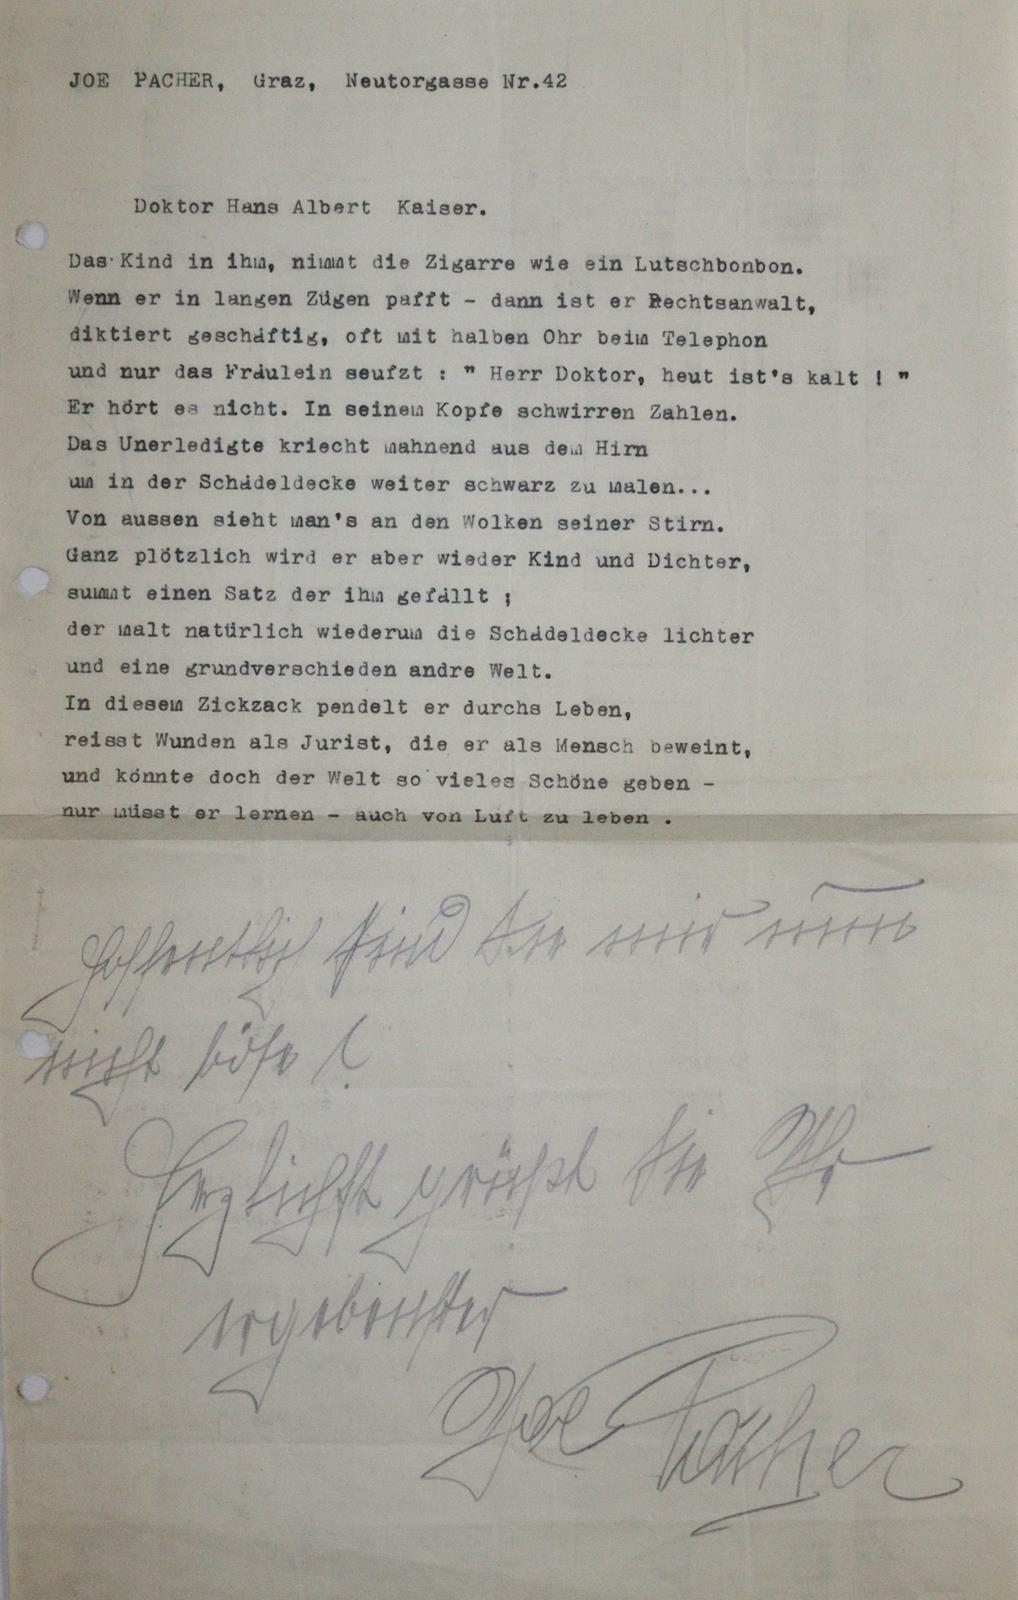 JOE PACHER, Graz, Neutorgasse Nr.42
Doktor Hans Albert Kaiser.
Das Kind in ihm, nimmt die Zigarre wie ein Lutschbonbon.
Wenn er in langen Zügen pafft - dann ist er Rechtsanwalt,
diktiert geschäftig, oft mit halben Ohr beim Telephon
und nur das Fräulein seufzt : " Herr Doktor, heut ist's kalt ! "
Er hört es nicht. In seinem Kopfe schwirren Zahlen.
Das Unerledigte kriecht mahnend aus dem Hirn
um in der Schädeldecke weiter schwarz zu malen...
Von aussen sieht man's an den Wolken seiner Stirn.
Ganz plötzlich wird er aber wieder Kind und Dichter,
summt einen Satz der ihm gefällt ;
der malt natürlich wiederum die Schädeldecke lichter
und eine grundverschieden andre Welt.
In diesem Zickzack pendelt er durchs Leben,
reisst Wunden als Jurist, die er als Mensch beweint,
und könnte doch der Welt so vieles Schöne geben -
nur müsst er lernen - auch von Luft zu leben .
Hoffentlich sind Sie mir nun
nicht böse!
Herzlichst grüßt Sie Ihr
ergebenster
Joe Pacher